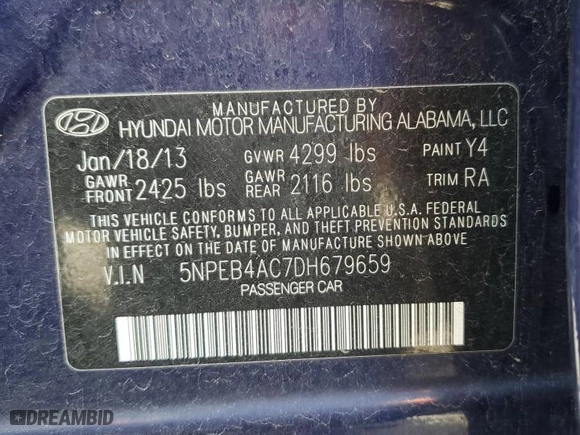 MANUFACTURED BY
HYUNDAI MOTOR MANUFACTURING ALABAMA, LLC
Jan/18/13 GVWR 4299 lbs PAINT Y4
GAWR FRONT 2425 lbs GAWR REAR 2116 lbs TRIM RA
THIS VEHICLE CONFORMS TO ALL APPLICABLE U.S.A. FEDERAL
MOTOR VEHICLE SAFETY, BUMPER, AND THEFT PREVENTION STANDARDS
IN EFFECT ON THE DATE OF MANUFACTURE SHOWN ABOVE.
V.I.N 5NPEB4AC7DH679659
PASSENGER CAR
DREAMBID